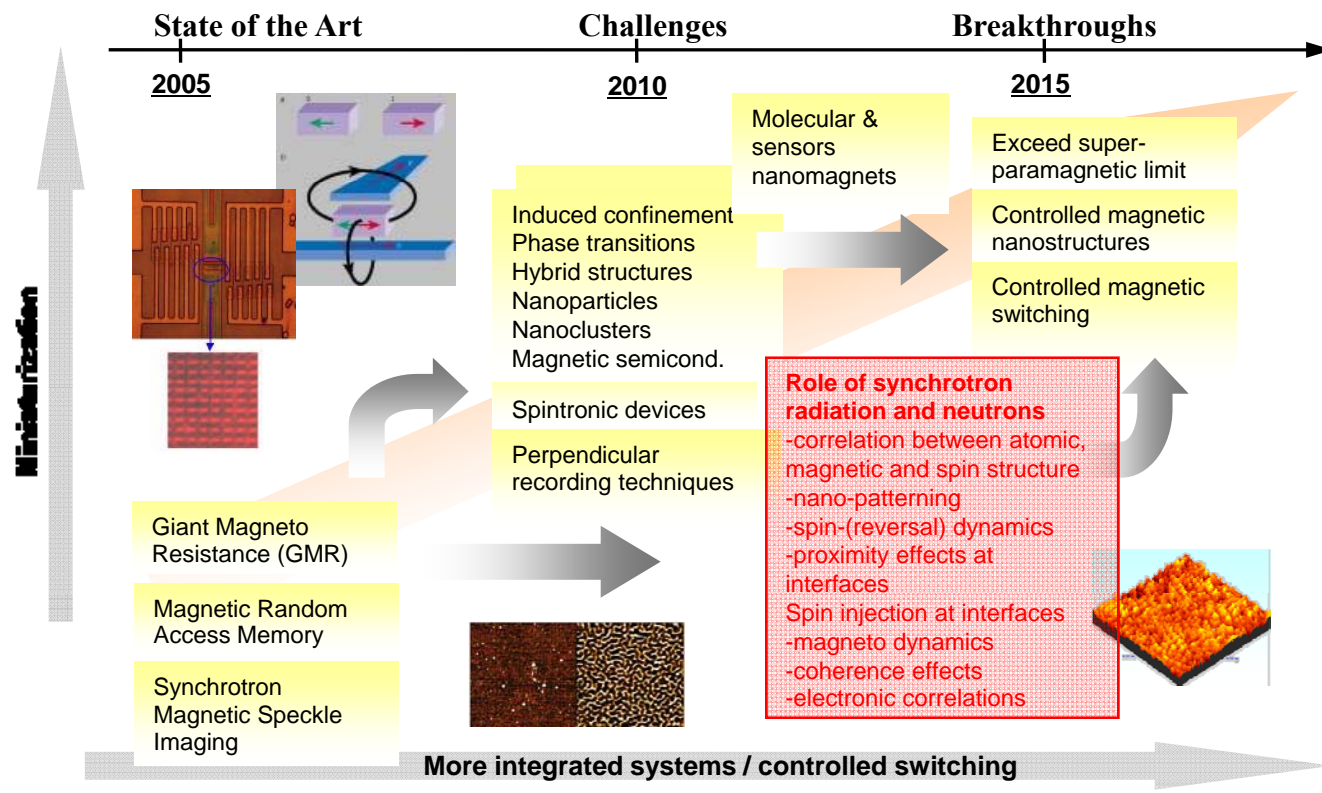 State of the Art
Challenges
Breakthroughs
2005
2010
2015
Miniaturization
Molecular &
sensors
nanomagnets
Exceed super-
paramagnetic limit
Controlled magnetic
nanostructures
Controlled magnetic
switching
Induced confinement
Phase transitions
Hybrid structures
Nanoparticles
Nanoclusters
Magnetic semicond.
Spintronic devices
Perpendicular
recording techniques
Giant Magneto
Resistance (GMR)
Magnetic Random
Access Memory
Synchrotron
Magnetic Speckle
Imaging
Role of synchrotron
radiation and neutrons
-correlation between atomic,
magnetic and spin structure
-nano-patterning
-spin-(reversal) dynamics
-proximity effects at
interfaces
Spin injection at interfaces
-magneto dynamics
-coherence effects
-electronic correlations
More integrated systems / controlled switching